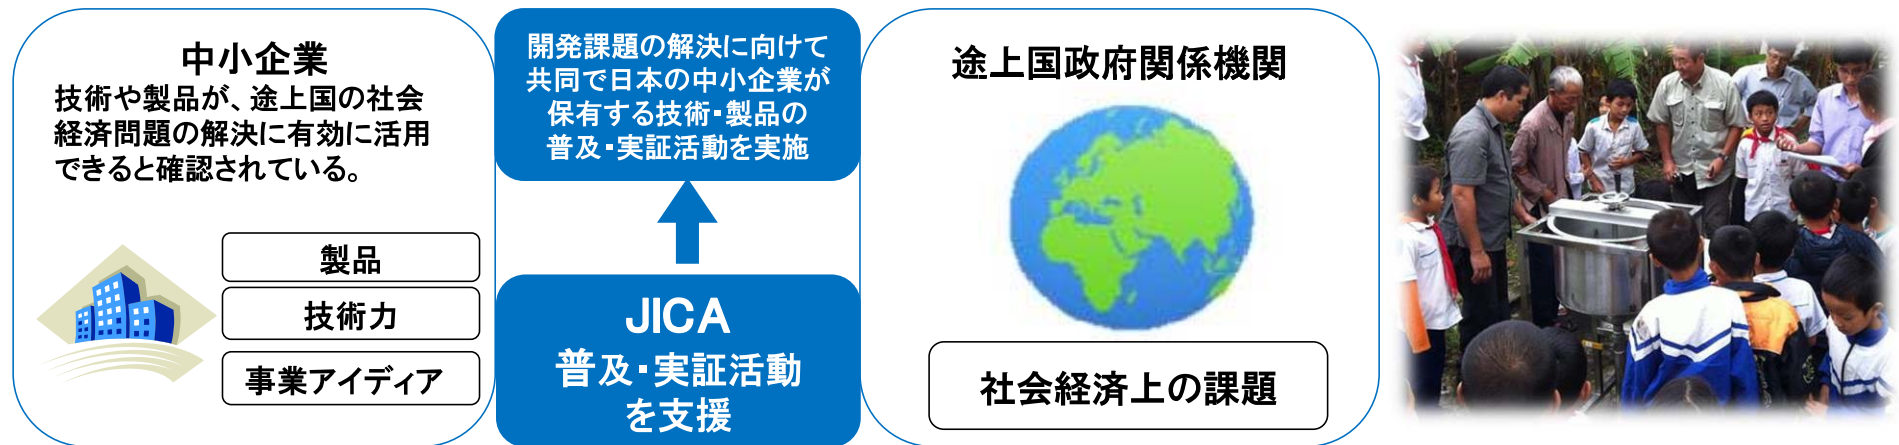 中小企業
技術や製品が、途上国の社会
経済問題の解決に有効に活用
できると確認されている。
製品
技術力
事業アイディア
開発課題の解決に向けて
共同で日本の中小企業が
保有する技術・製品の
普及・実証活動を実施
JICA
普及・実証活動
を支援
途上国政府関係機関
社会経済上の課題